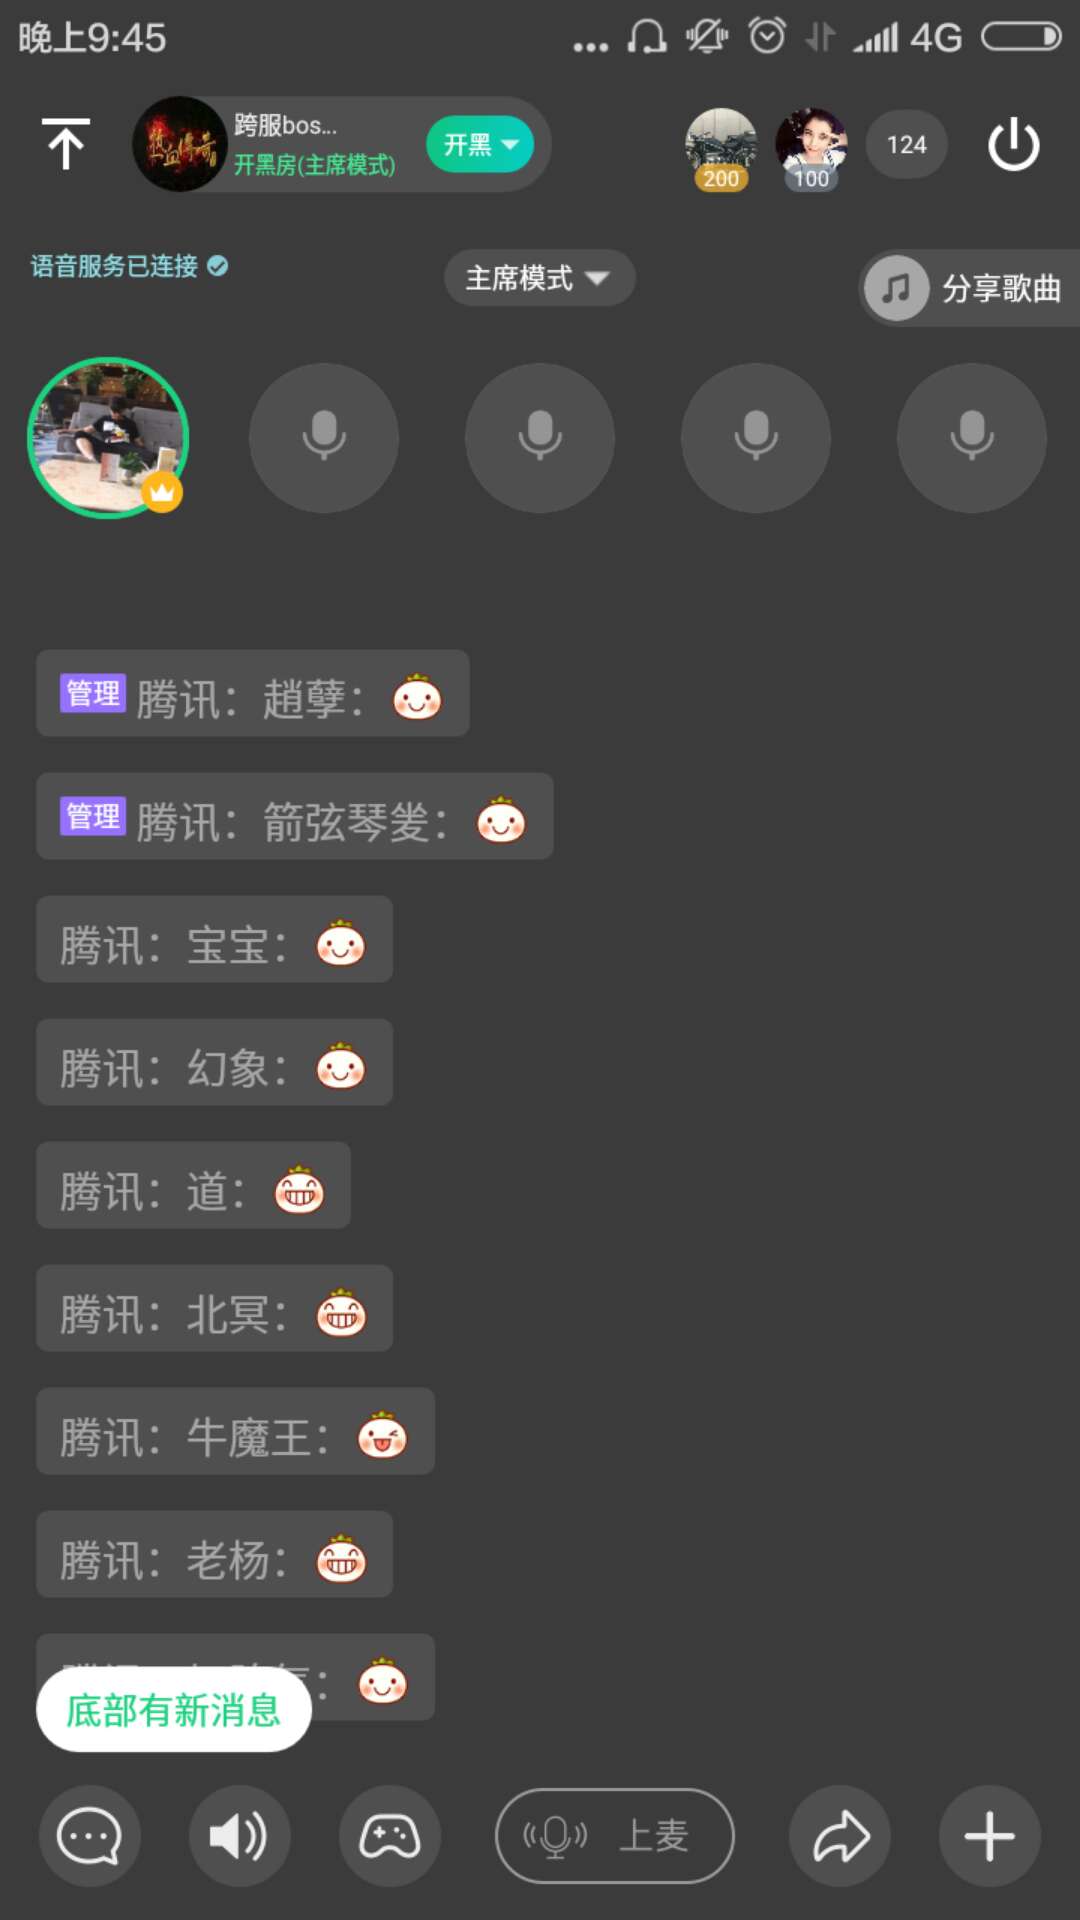 晚上9:45
4G
跨服bos...
开黑房(主席模式)
开黑
200
100
124
语音服务已连接
主席模式
分享歌曲
管理 腾讯：趙孽：
管理 腾讯：箭弦琴嵏：
腾讯：宝宝：
腾讯：幻象：
腾讯：道：
腾讯：北冥：
腾讯：牛魔王：
腾讯：老杨：
底部有新消息
上麦